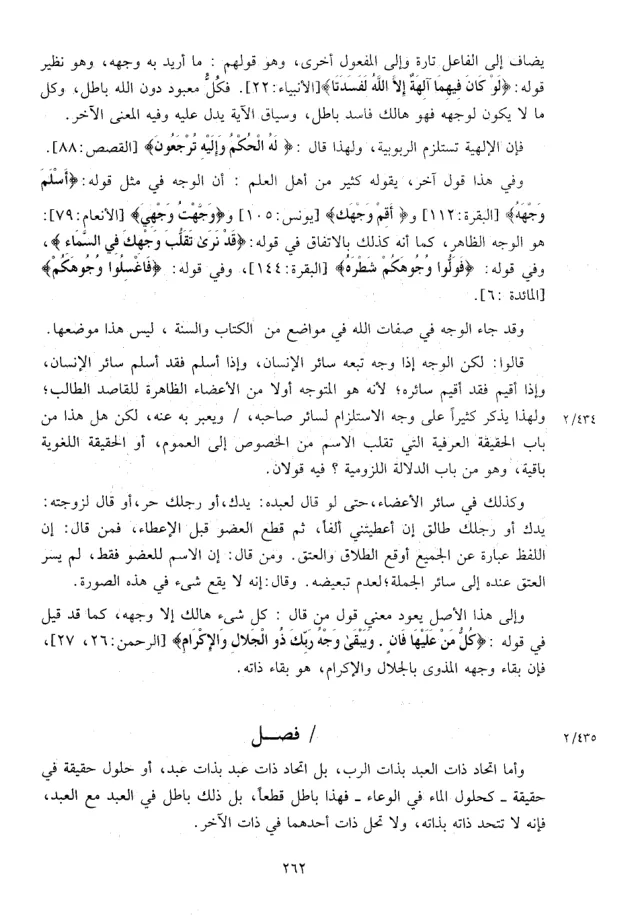 يضاف إلى الفاعل تارة وإلى المفعول أخرى، وهو قولهم : ما أريد به وجهه، وهو نظير
قوله: ﴿لَوْ كَانَ فِيهِمَا آلِهَةٌ إِلاَّ اللَّهُ لَفَسَدَتَا﴾[الأنبياء:٢٢]. فكُلُّ معبود دون الله باطل، وكل
ما لا يكون لوجهه فهو هالك فاسد باطل، وسياق الآية يدل عليه وفيه المعنى الآخر.
فإن الإلهية تستلزم الربوبية، ولهذا قال : ﴿ لَهُ الْحُكْمُ وَإِلَيْهِ تُرْجَعُونَ﴾ [القصص:٨٨].
وفي هذا قول آخر، يقوله كثير من أهل العلم : أن الوجه في مثل قوله: ﴿أَسْلَمَ
وَجْهَهُ﴾ [البقرة:١١٢] و﴿ أَقِمْ وَجْهَكَ﴾ [يونس:١٠٥] و﴿وَجَّهْتُ وَجْهِيَ﴾ [الأنعام:٧٩]:
هو الوجه الظاهر، كما أنه كذلك بالاتفاق في قوله: ﴿قَدْ نَرَىٰ تَقَلُّبَ وَجْهِكَ فِي السَّمَاءِ ﴾،
وفي قوله: ﴿فَوَلُّوا وُجُوهَكُمْ شَطْرَهُ﴾ [البقرة:١٤٤]، وفي قوله: ﴿فَاغْسِلُوا وُجُوهَكُمْ﴾
[المائدة :٦].
وقد جاء الوجه في صفات الله في مواضع من الكتاب والسنة ، ليس هذا موضعها.
قالوا: لكن الوجه إذا وجه تبعه سائر الإنسان، وإذا أسلم فقد أسلم سائر الإنسان،
وإذا أقيم فقد أقيم سائره؛ لأنه هو المتوجه أولا من الأعضاء الظاهرة للقاصد الطالب؛
ولهذا يذكر كثيراً على وجه الاستلزام لسائر صاحبه، / ويعبر به عنه، لكن هل هذا من ٢/٤٣٤
باب الحقيقة العرفية التي تقلب الاسم من الخصوص إلى العموم، أو الحقيقة اللغوية
باقية، وهو من باب الدلالة اللزومية ؟ فيه قولان.
وكذلك في سائر الأعضاء،حتى لو قال لعبده: يدك،أو رجلك حر،أو قال لزوجته:
يدك أو رجلك طالق إن أعطيتني ألفاً، ثم قطع العضو قبل الإعطاء، فمن قال: إن
اللفظ عبارة عن الجميع أوقع الطلاق والعتق. ومن قال: إن الاسم للعضو فقط، لم يسر
العتق عنده إلى سائر الجملة؛لعدم تبعيضه. وقال:إنه لا يقع شىء في هذه الصورة.
وإلى هذا الأصل يعود معني قول من قال : كل شىء هالك إلا وجهه، كما قد قيل
في قوله :﴿كُلُّ مَنْ عَلَيْهَا فَانٍ . وَيَبْقَىٰ وَجْهُ رَبِّكَ ذُو الْجَلالِ وَالإِكْرَامِ﴾ [الرحمن:٢٦، ٢٧]،
فإن بقاء وجهه المذوى بالجلال والإكرام، هو بقاء ذاته.
/ فصـــل ٢/٤٣٥
وأما اتحاد ذات العبد بذات الرب، بل اتحاد ذات عبد بذات عبد، أو حلول حقيقة في
حقيقة ـ كحلول الماء في الوعاء ـ فهذا باطل قطعاً، بل ذلك باطل في العبد مع العبد،
فإنه لا تتحد ذاته بذاته، ولا تحل ذات أحدهما في ذات الآخر.
٢٦٢